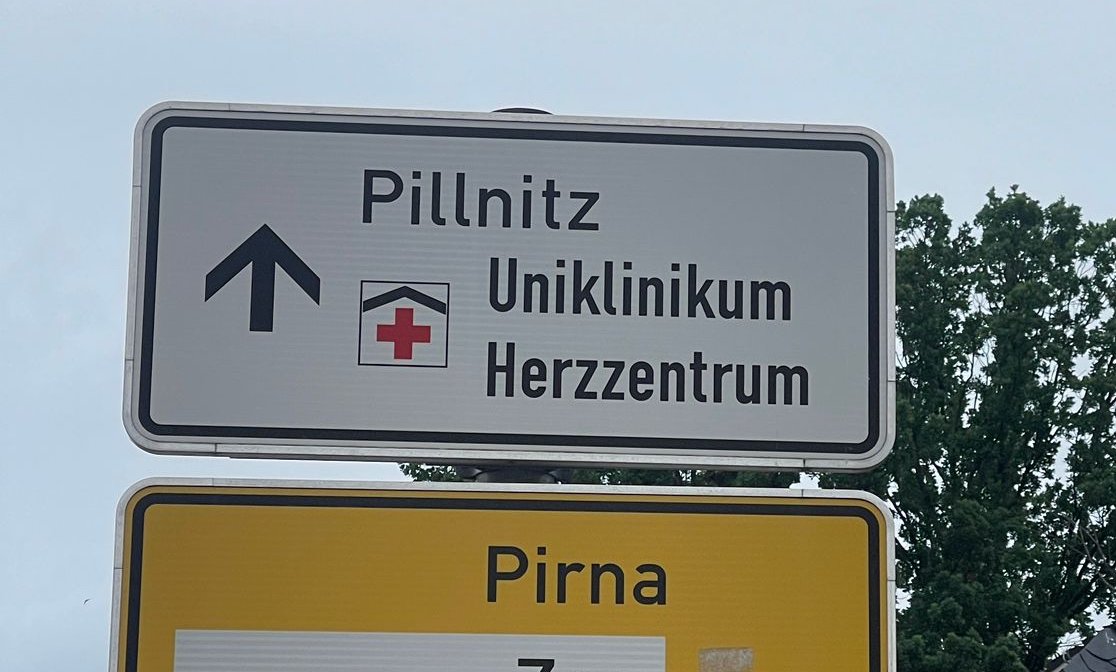 Pillnitz
Uniklinikum
Herzzentrum
Pirna